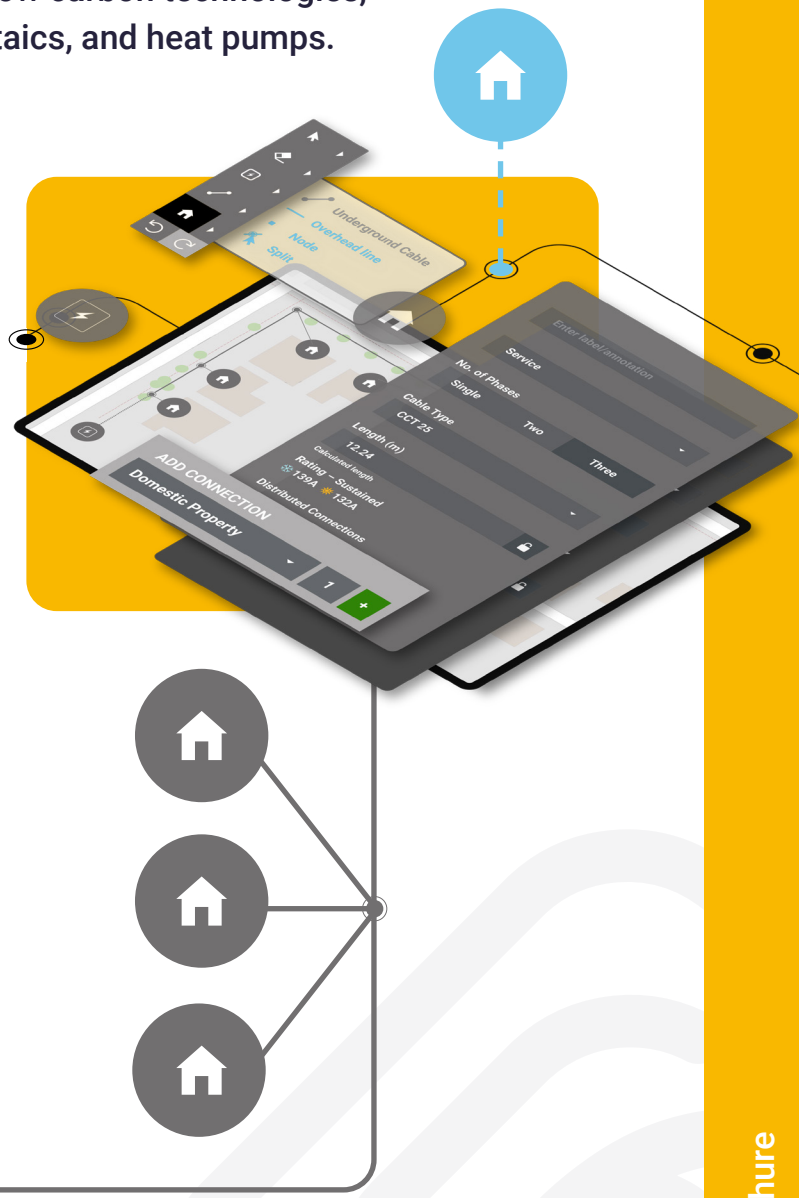 carbon technologies,
taics, and heat pumps.
Underground Cable
Overhead line
Node
Split
Enter label/annotation
Service
No. of Phases
Single Two Three
Cable Type
CCT 25
Length (m)
12.24
Calculated length
Rating – Sustained
139A 132A
Distributed Connections
ADD CONNECTION
Domestic Property
1 +
hure